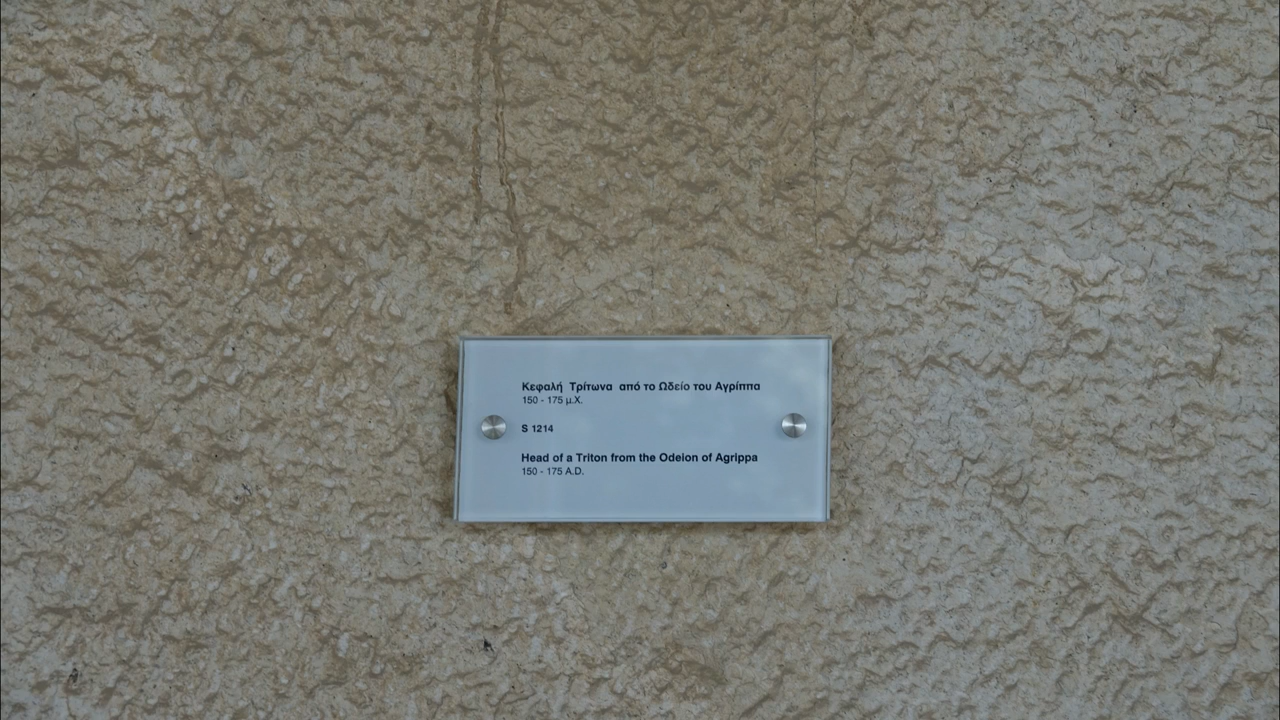 Κεφαλή Τρίτωνα από το Ωδείο του Αγρίππα
150 - 175 μ.Χ.
S 1214
Head of a Triton from the Odeion of Agrippa
150 - 175 A.D.